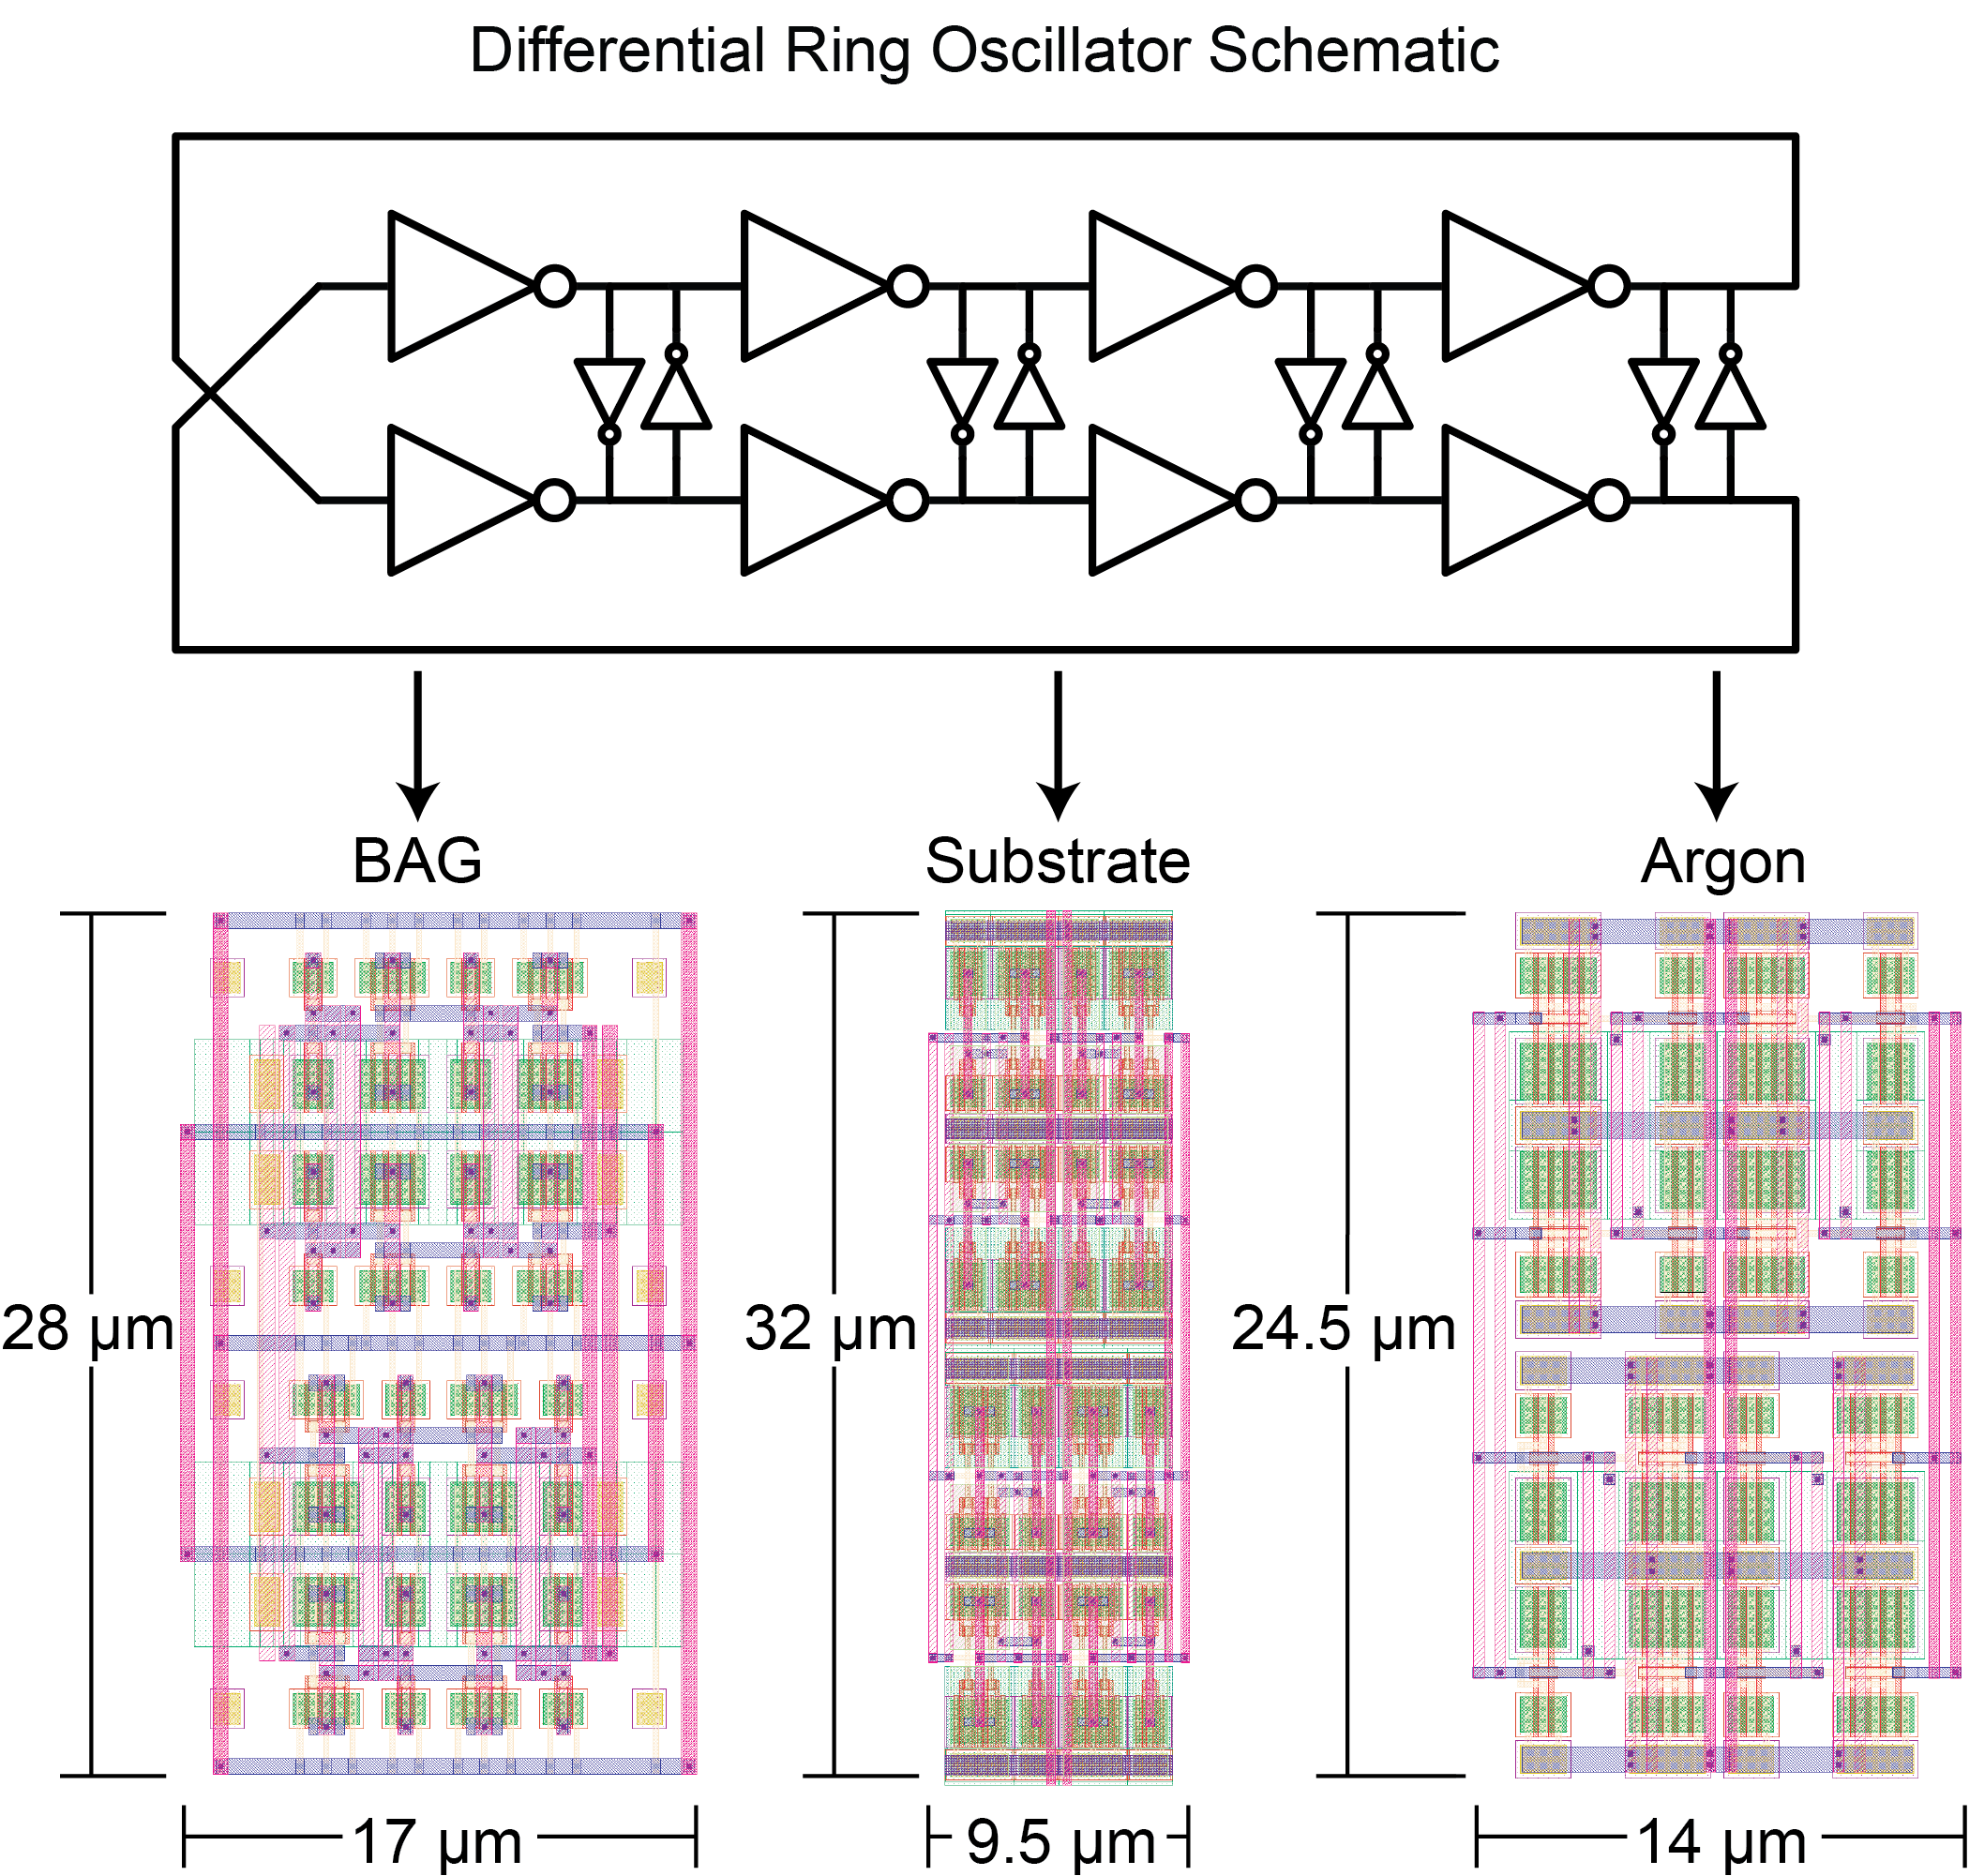 Differential Ring Oscillator Schematic
BAG
Substrate
Argon
28 µm
32 µm
24.5 µm
17 µm
9.5 µm
14 µm